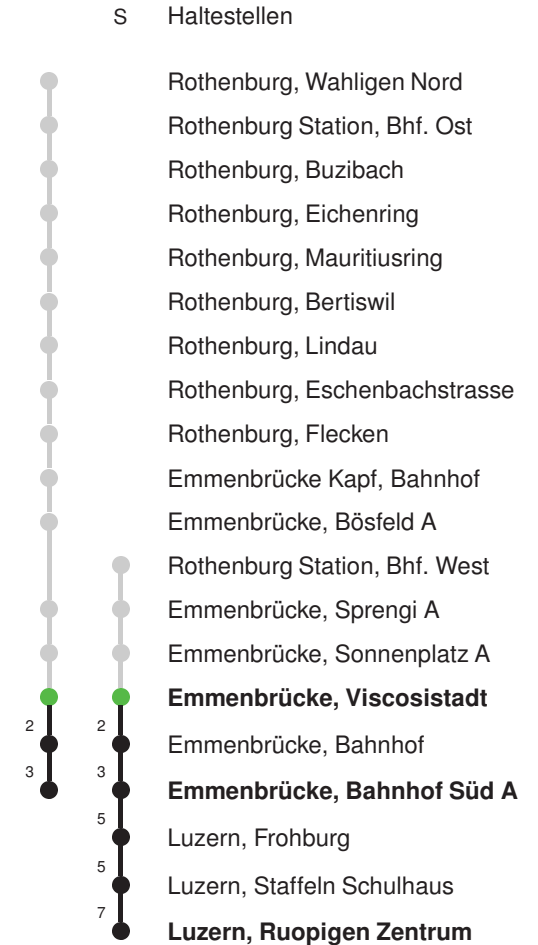 S Haltestellen
Rothenburg, Wahligen Nord
Rothenburg Station, Bhf. Ost
Rothenburg, Buzibach
Rothenburg, Eichenring
Rothenburg, Mauritiusring
Rothenburg, Bertiswil
Rothenburg, Lindau
Rothenburg, Eschenbachstrasse
Rothenburg, Flecken
Emmenbrücke Kapf, Bahnhof
Emmenbrücke, Bösfeld A
Rothenburg Station, Bhf. West
Emmenbrücke, Sprengi A
Emmenbrücke, Sonnenplatz A
Emmenbrücke, Viscosistadt
2 2 Emmenbrücke, Bahnhof
3 3 Emmenbrücke, Bahnhof Süd A
5 Luzern, Frohburg
5 Luzern, Staffeln Schulhaus
7 Luzern, Ruopigen Zentrum